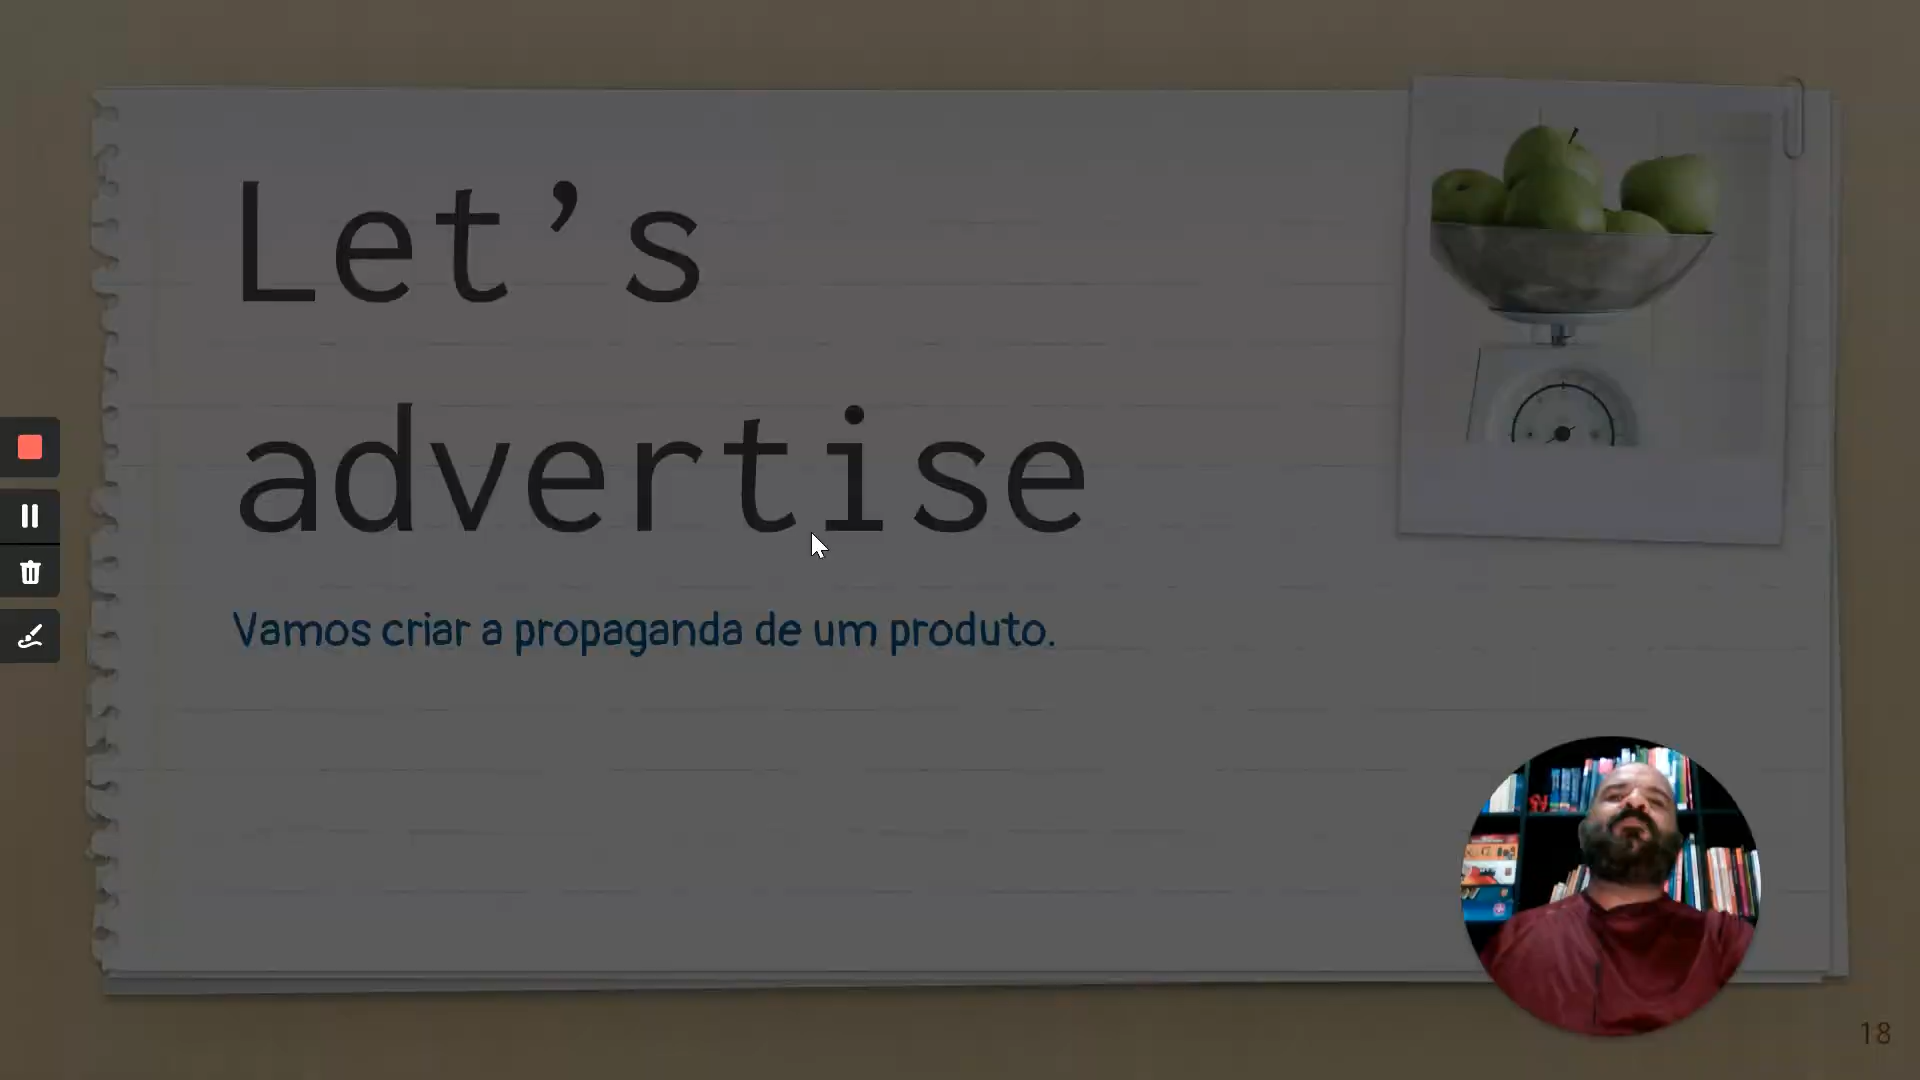 Let’s
advertise
Vamos criar a propaganda de um produto.
18